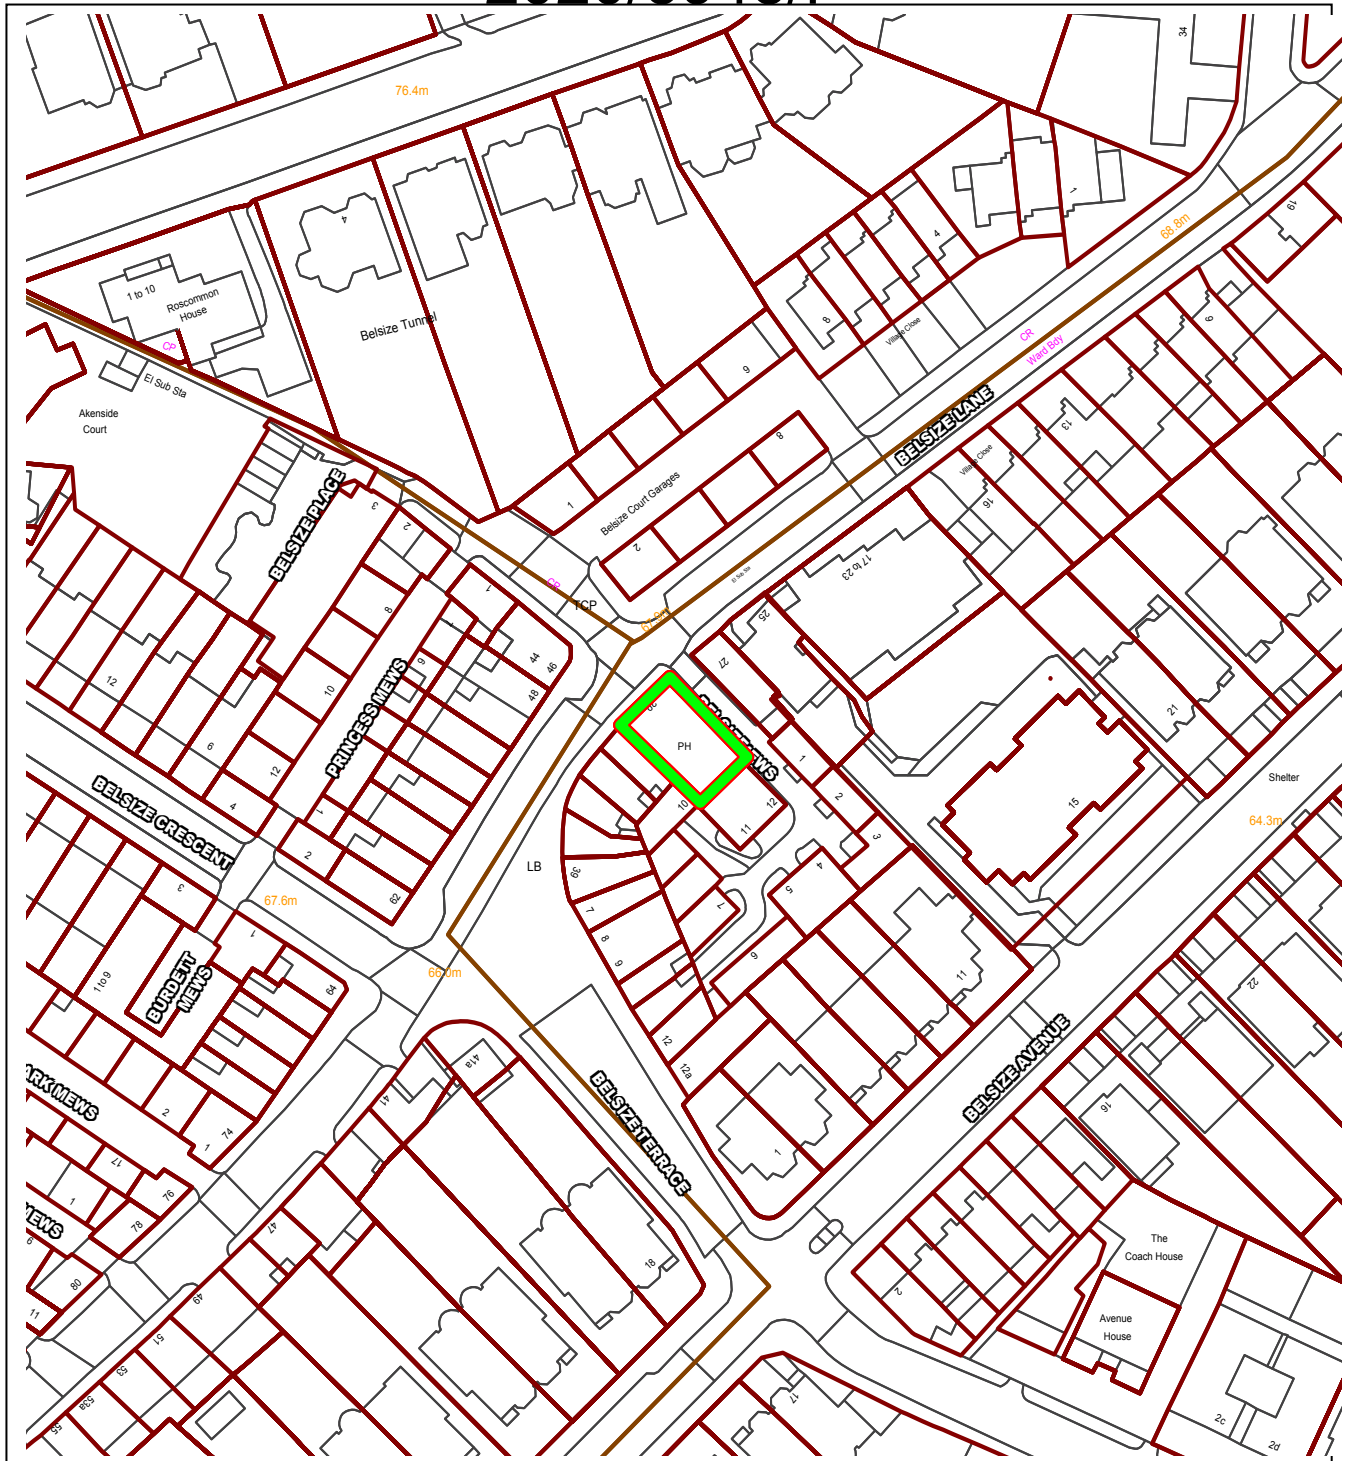 34
76.4m
4
1
19
68.8m
4
1 to 10
Roscommon
House
Belsize Tunnel
8
Village Close
CR
Ward Bdy
9
CP
El Sub Sta
6
Akenside
Court
BELSIZE LANE
13
8
Village Close
16
BELSIZE PLACE
3
2
1
Belsize Court Garages
2
El Sub Sta
17 to 23
CP
TCP
1
8
25
27
44
46
48
9
PRINCESS MEWS
10
12
12
6
4
29
PH
BELSIZE MEWS
1
2
3
12
11
10
21
15
Shelter
64.3m
BELSIZE CRESCENT
1
2
62
LB
39
7
8
9
7
4
5
6
11
3
67.6m
1
1 to 9
BURDETT
MEWS
64
66.0m
12
12a
22
41a
41
BELSIZE TERRACE
BELSIZE AVENUE
16
1
ARK MEWS
2
1
74
17
1
76
78
MEWS
9
80
11
47
49
51
53
53a
55
18
2
The
Coach House
Avenue
House
17
2c
2d